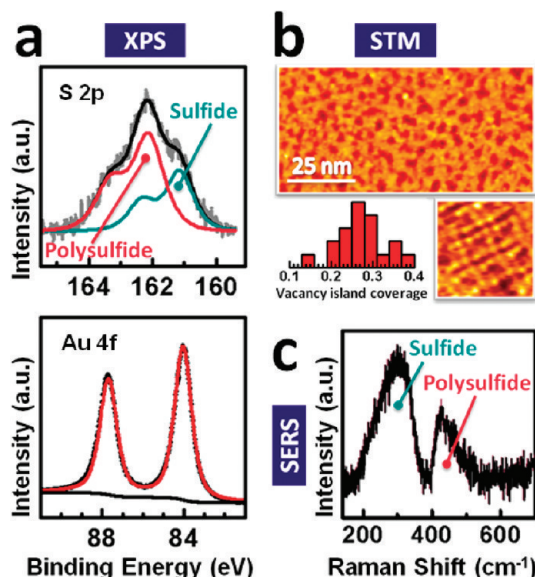 a
XPS
S 2p
Sulfide
Polysulfide
Intensity (a.u.)
164 162 160
Au 4f
Intensity (a.u.)
88 84
Binding Energy (eV)
b
STM
25 nm
0.1 0.2 0.3 0.4
Vacancy island coverage
c
SERS
Sulfide
Polysulfide
Intensity (a.u.)
200 400 600
Raman Shift (cm⁻¹)